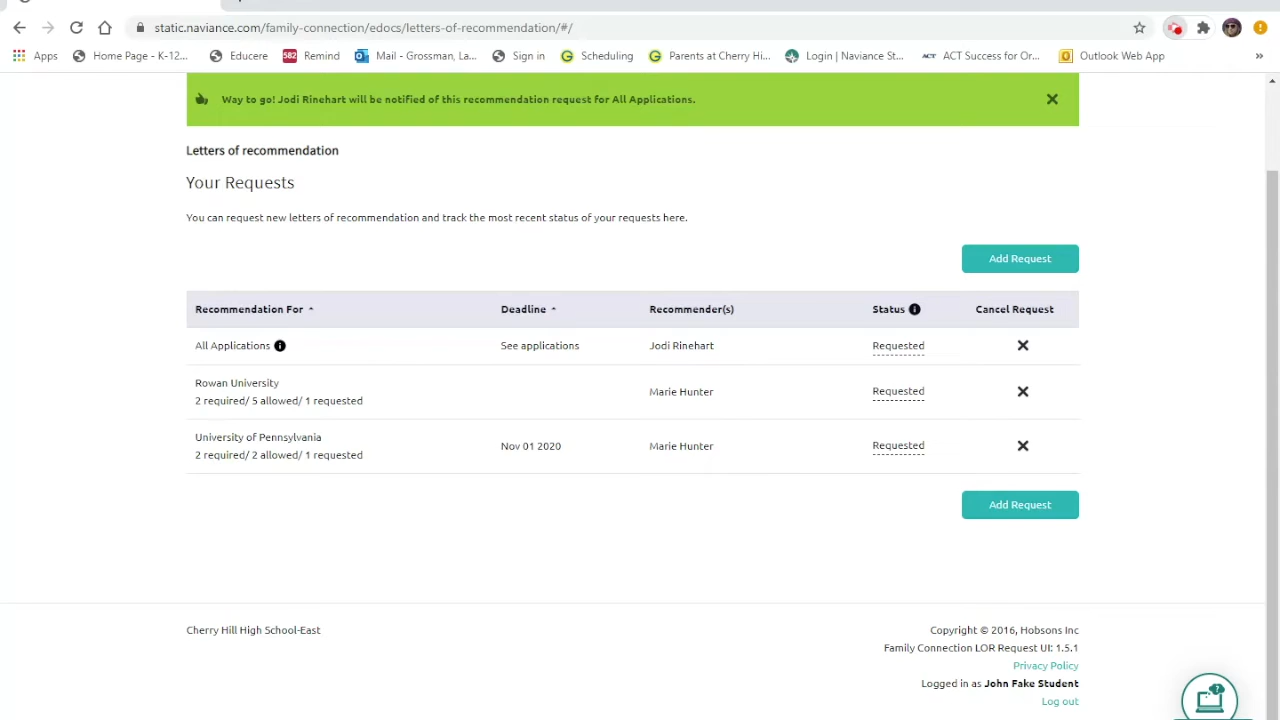 static.naviance.com/family-connection/edocs/letters-of-recommendation/#/
Apps Home Page - K-12... Educere 582 Remind Mail - Grossman, La... Sign in Scheduling Parents at Cherry Hi... Login | Naviance St... ACT ACT Success for Or... Outlook Web App »
Way to go! Jodi Rinehart will be notified of this recommendation request for All Applications.
Letters of recommendation
Your Requests
You can request new letters of recommendation and track the most recent status of your requests here.
Add Request
Recommendation For Deadline Recommender(s) Status Cancel Request
All Applications See applications Jodi Rinehart Requested
Rowan University
2 required/ 5 allowed/ 1 requested Marie Hunter Requested
University of Pennsylvania
2 required/ 2 allowed/ 1 requested Nov 01 2020 Marie Hunter Requested
Add Request
Cherry Hill High School-East
Copyright © 2016, Hobsons Inc
Family Connection LOR Request UI: 1.5.1
Privacy Policy
Logged in as John Fake Student
Log out